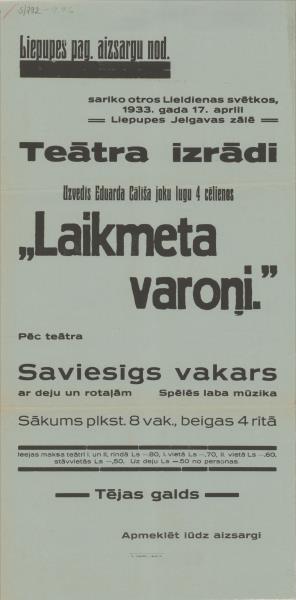 Liepupes pag. aizsargu nod.
sariko otros Lieldienas svētkos,
1933. gada 17. aprilī
Liepupes Jelgavas zālē
Teātra izrādi
Uzvedīs Eduarda Cālīša joku lugu 4 cēlienos
„Laikmeta
varoņi.”
Pēc teātra
Saviesīgs vakars
ar deju un rotaļām Spēlēs laba mūzika
Sākums plkst. 8 vak., beigas 4 rītā
Ieejas maksa teātrī I. un II. rindā Ls —.80, I. vietā Ls —.70, II. vietā Ls —.60,
stāvvietās Ls —.50. Uz deju Ls —.50 no personas.
Tējas galds
Apmeklēt lūdz aizsargi